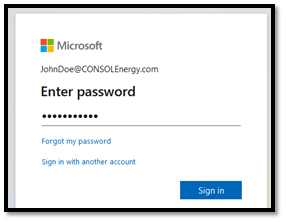 Microsoft
JohnDoe@CONSOLEnergy.com
Enter password
•••••••••••
Forgot my password
Sign in with another account
Sign in